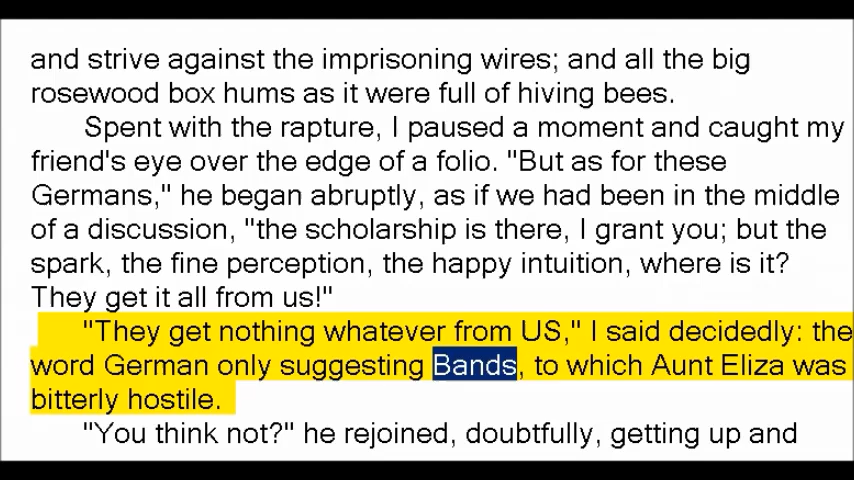 and strive against the imprisoning wires; and all the big
rosewood box hums as it were full of hiving bees.
Spent with the rapture, I paused a moment and caught my
friend's eye over the edge of a folio. "But as for these
Germans," he began abruptly, as if we had been in the middle
of a discussion, "the scholarship is there, I grant you; but the
spark, the fine perception, the happy intuition, where is it?
They get it all from us!"
"They get nothing whatever from US," I said decidedly: the
word German only suggesting Bands, to which Aunt Eliza was
bitterly hostile.
"You think not?" he rejoined, doubtfully, getting up and